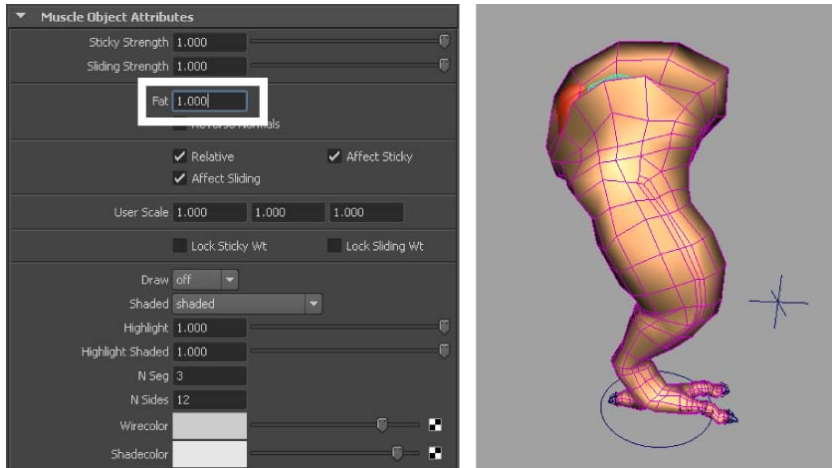 Muscle Object Attributes
Sticky Strength 1.000
Sliding Strength 1.000
Fat 1.000
Reverse Normals
Relative Affect Sticky
Affect Sliding
User Scale 1.000 1.000 1.000
Lock Sticky Wt Lock Sliding Wt
Draw off
Shaded shaded
Highlight 1.000
Highlight Shaded 1.000
N Seg 3
N Sides 12
Wirecolor
Shadecolor